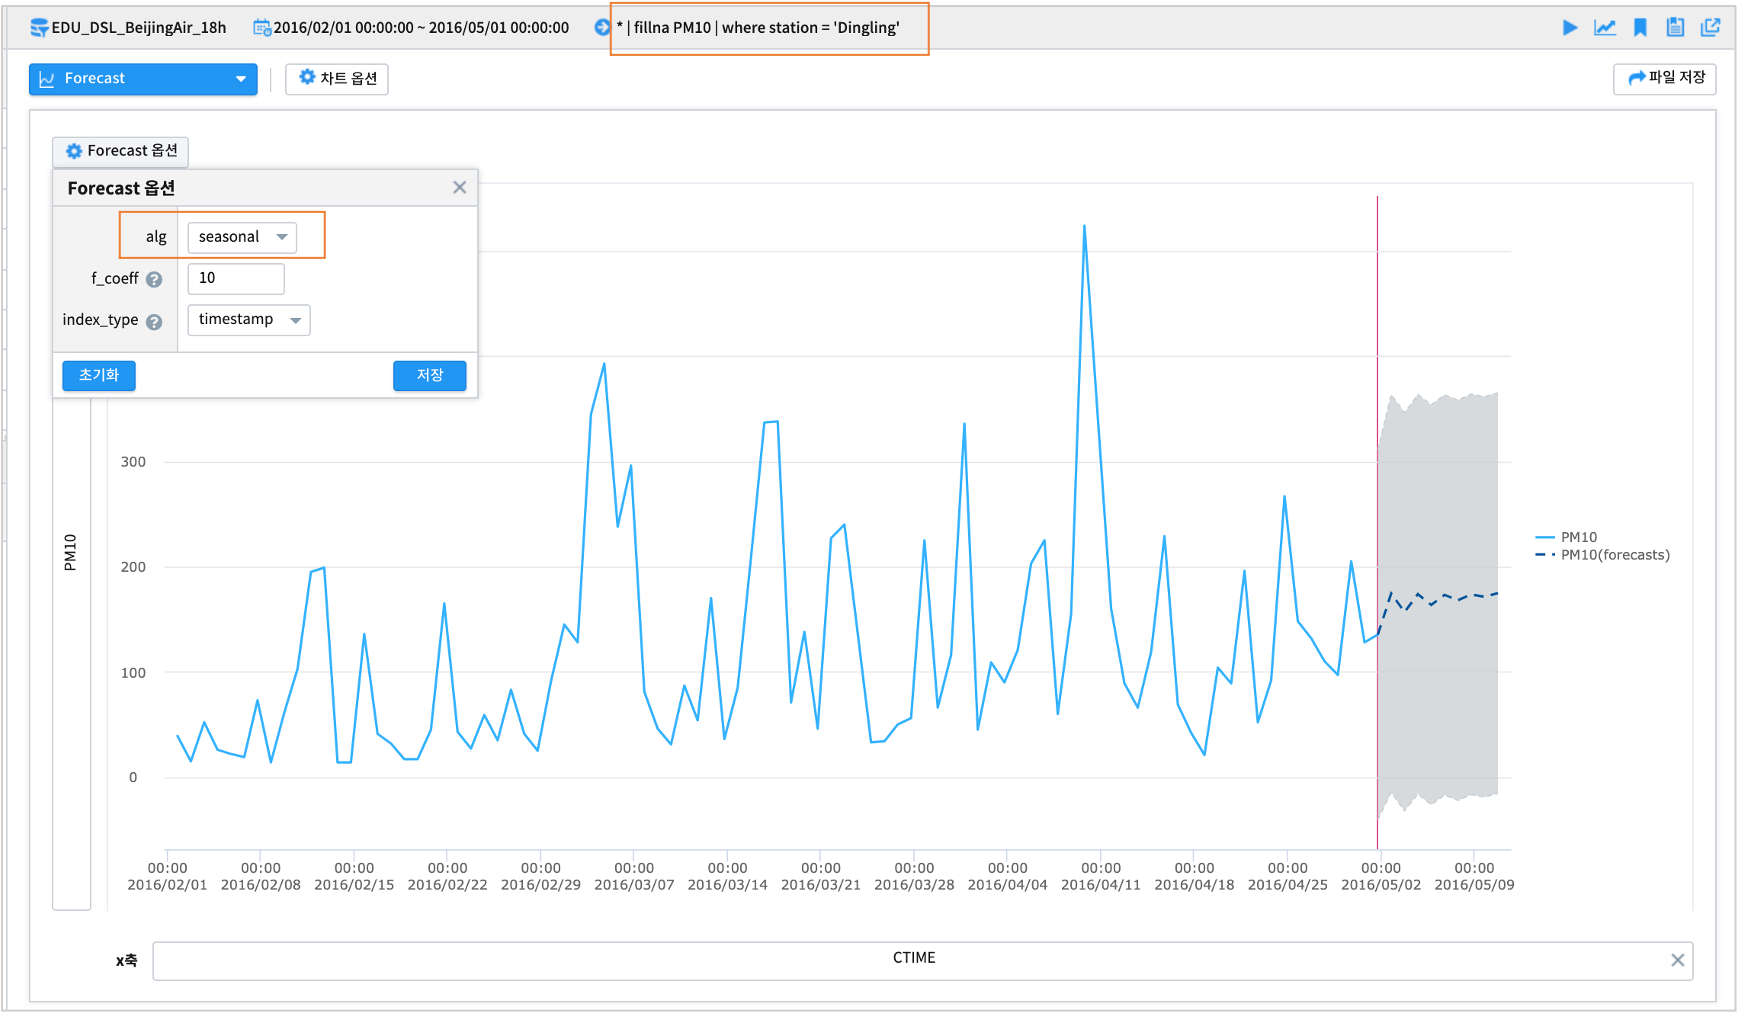 EDU_DSL_BeijingAir_18h 2016/02/01 00:00:00 ~ 2016/05/01 00:00:00 * | fillna PM10 | where station = 'Dingling'
Forecast 차트 옵션 파일 저장
Forecast 옵션
Forecast 옵션
alg seasonal
f_coeff ? 10
index_type ? timestamp
초기화 저장
300
200
100
0
PM10
PM10
PM10(forecasts)
00:00 00:00 00:00 00:00 00:00 00:00 00:00 00:00 00:00 00:00 00:00 00:00 00:00 00:00 00:00
2016/02/01 2016/02/08 2016/02/15 2016/02/22 2016/02/29 2016/03/07 2016/03/14 2016/03/21 2016/03/28 2016/04/04 2016/04/11 2016/04/18 2016/04/25 2016/05/02 2016/05/09
x축 CTIME